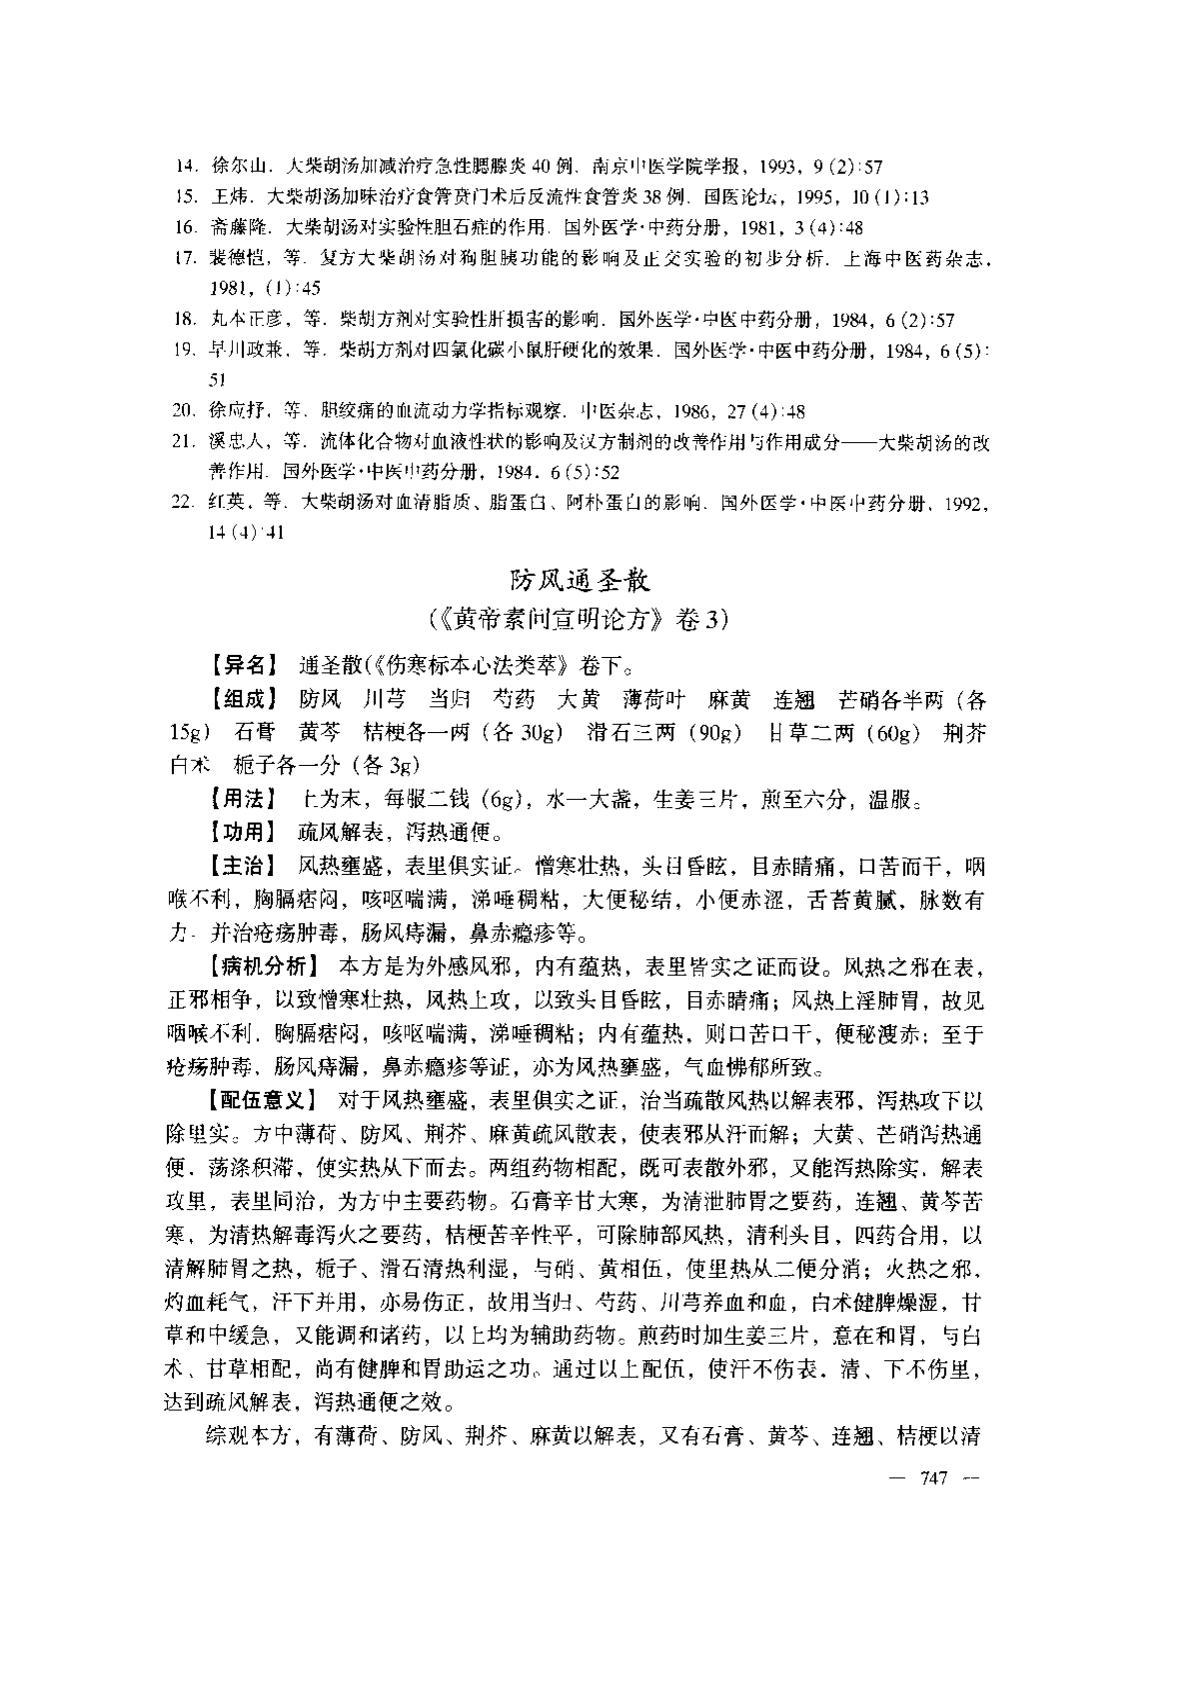 14. 徐尔山. 大柴胡汤加减治疗急性腮腺炎 40 例. 南京中医学院学报, 1993, 9 (2):57
15. 王炜. 大柴胡汤加味治疗食管贲门术后反流性食管炎 38 例. 国医论坛, 1995, 10 (1):13
16. 斋藤隆. 大柴胡汤对实验性胆石症的作用. 国外医学·中药分册, 1981, 3 (4):48
17. 裴德恺, 等. 复方大柴胡汤对狗胆胰功能的影响及正交实验的初步分析. 上海中医药杂志.
1981, (1):45
18. 丸本正彦, 等. 柴胡方剂对实验性肝损害的影响. 国外医学·中医中药分册, 1984, 6 (2):57
19. 早川政兼, 等. 柴胡方剂对四氯化碳小鼠肝硬化的效果. 国外医学·中医中药分册, 1984, 6 (5):
51
20. 徐应抒, 等. 胆绞痛的血流动力学指标观察. 中医杂志, 1986, 27 (4):48
21. 溪忠人, 等. 流体化合物对血液性状的影响及汉方制剂的改善作用与作用成分——大柴胡汤的改
善作用. 国外医学·中医中药分册, 1984. 6 (5):52
22. 红英, 等. 大柴胡汤对血清脂质、脂蛋白、阿朴蛋白的影响. 国外医学·中医中药分册, 1992,
14 (4):41
防风通圣散
(《黄帝素问宣明论方》卷 3)
【异名】 通圣散(《伤寒标本心法类萃》卷下。
【组成】 防风 川芎 当归 芍药 大黄 薄荷叶 麻黄 连翘 芒硝各半两 (各
15g) 石膏 黄芩 桔梗各一两 (各 30g) 滑石三两 (90g) 甘草二两 (60g) 荆芥
白术 栀子各一分 (各 3g)
【用法】 上为末, 每服二钱 (6g), 水一大盏, 生姜三片, 煎至六分, 温服。
【功用】 疏风解表, 泻热通便。
【主治】 风热壅盛, 表里俱实证。憎寒壮热, 头目昏眩, 目赤睛痛, 口苦而干, 咽
喉不利, 胸膈痞闷, 咳呕喘满, 涕唾稠粘, 大便秘结, 小便赤涩, 舌苔黄腻, 脉数有
力. 并治疮疡肿毒, 肠风痔漏, 鼻赤瘾疹等。
【病机分析】 本方是为外感风邪, 内有蕴热, 表里皆实之证而设。风热之邪在表,
正邪相争, 以致憎寒壮热, 风热上攻, 以致头目昏眩, 目赤睛痛; 风热上淫肺胃, 故见
咽喉不利. 胸膈痞闷, 咳呕喘满, 涕唾稠粘; 内有蕴热, 则口苦口干, 便秘溲赤; 至于
疮疡肿毒, 肠风痔漏, 鼻赤瘾疹等证, 亦为风热壅盛, 气血怫郁所致。
【配伍意义】 对于风热壅盛, 表里俱实之证, 治当疏散风热以解表邪, 泻热攻下以
除里实。方中薄荷、防风、荆芥、麻黄疏风散表, 使表邪从汗而解; 大黄、芒硝泻热通
便. 荡涤积滞, 使实热从下而去。两组药物相配, 既可表散外邪, 又能泻热除实. 解表
攻里, 表里同治, 为方中主要药物。石膏辛甘大寒, 为清泄肺胃之要药, 连翘、黄芩苦
寒, 为清热解毒泻火之要药, 桔梗苦辛性平, 可除肺部风热, 清利头目, 四药合用, 以
清解肺胃之热, 栀子、滑石清热利湿, 与硝、黄相伍, 使里热从二便分消; 火热之邪,
灼血耗气, 汗下并用, 亦易伤正, 故用当归、芍药、川芎养血和血, 白术健脾燥湿, 甘
草和中缓急, 又能调和诸药, 以上均为辅助药物。煎药时加生姜三片, 意在和胃, 与白
术、甘草相配, 尚有健脾和胃助运之功。通过以上配伍, 使汗不伤表. 清、下不伤里,
达到疏风解表, 泻热通便之效。
综观本方, 有薄荷、防风、荆芥、麻黄以解表, 又有石膏、黄芩、连翘、桔梗以清
— 747 —